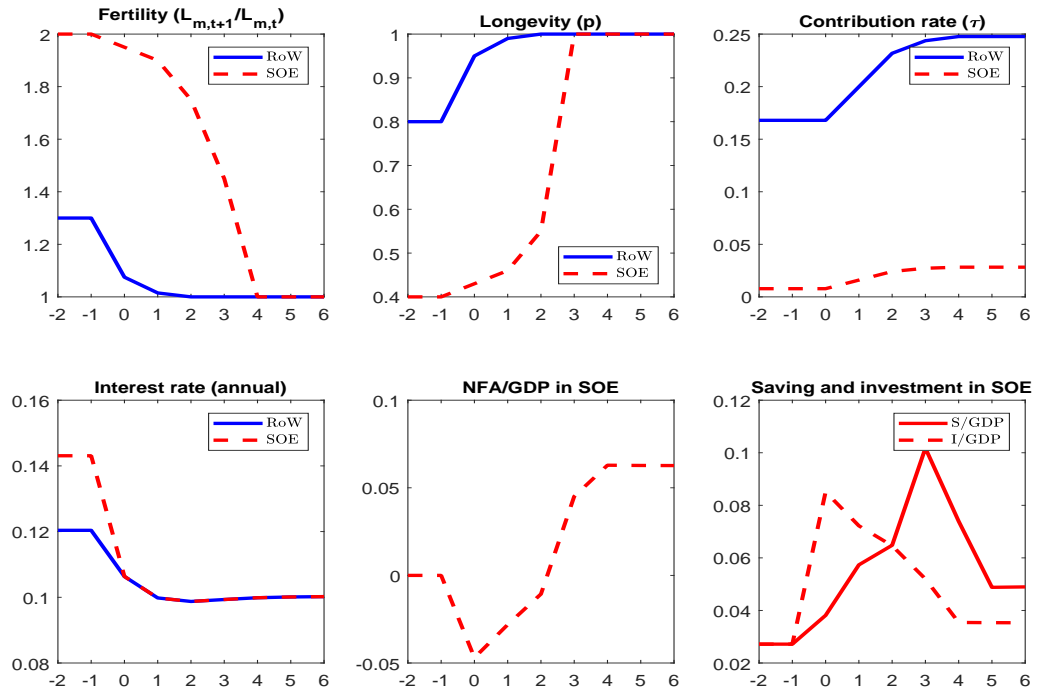 Fertility (L_{m,t+1}/L_{m,t})
2
1.8
1.6
1.4
1.2
1
-2 -1 0 1 2 3 4 5 6
RoW
SOE
Longevity (p)
1
0.9
0.8
0.7
0.6
0.5
0.4
-2 -1 0 1 2 3 4 5 6
RoW
SOE
Contribution rate (τ)
0.25
0.2
0.15
0.1
0.05
0
-2 -1 0 1 2 3 4 5 6
RoW
SOE
Interest rate (annual)
0.16
0.14
0.12
0.1
0.08
-2 -1 0 1 2 3 4 5 6
RoW
SOE
NFA/GDP in SOE
0.1
0.05
0
-0.05
-2 -1 0 1 2 3 4 5 6
Saving and investment in SOE
0.12
0.1
0.08
0.06
0.04
0.02
-2 -1 0 1 2 3 4 5 6
S/GDP
I/GDP